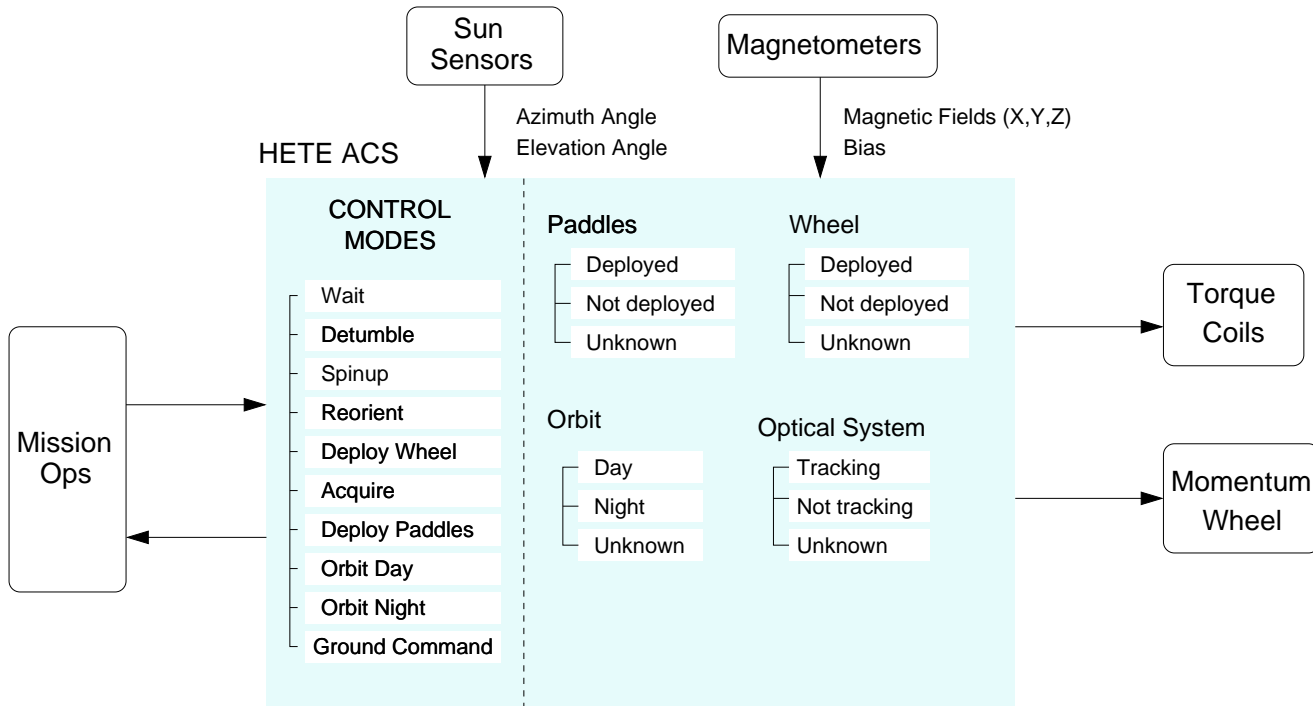 Sun
Sensors
Magnetometers
Azimuth Angle
Elevation Angle
Magnetic Fields (X,Y,Z)
Bias
HETE ACS
CONTROL
MODES
Wait
Detumble
Spinup
Reorient
Deploy Wheel
Acquire
Deploy Paddles
Orbit Day
Orbit Night
Ground Command
Paddles
Deployed
Not deployed
Unknown
Wheel
Deployed
Not deployed
Unknown
Orbit
Day
Night
Unknown
Optical System
Tracking
Not tracking
Unknown
Mission
Ops
Torque
Coils
Momentum
Wheel